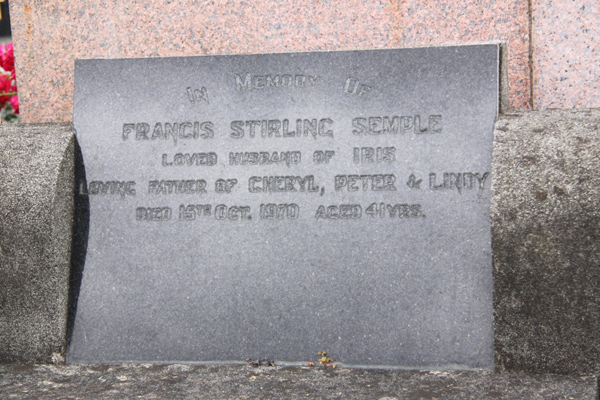 IN MEMORY OF
FRANCIS STIRLING SEMPLE
LOVED HUSBAND OF IRIS
LOVING FATHER OF CHERYL, PETER & LINDY
DIED 15TH OCT. 1970 AGED 41 YRS.